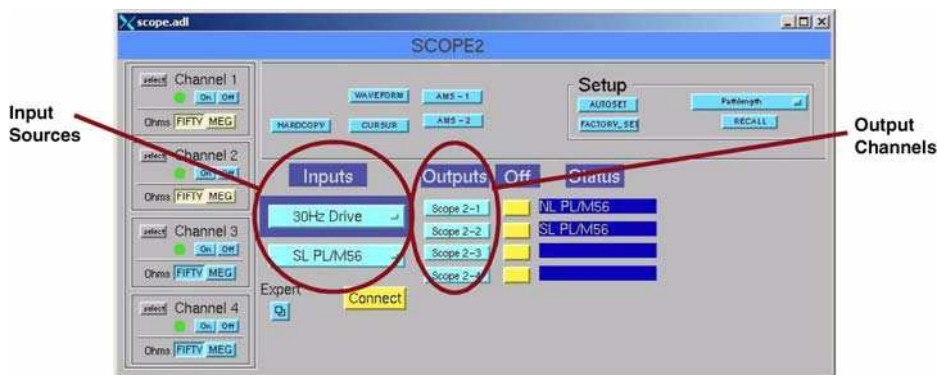 scope.adl
SCOPE2
select Channel 1
On Off
Ohms FIFTY MEG
select Channel 2
On Off
Ohms FIFTY MEG
select Channel 3
On Off
Ohms FIFTY MEG
select Channel 4
On Off
Ohms FIFTY MEG
WAVEFORM AMS-1
HARDCOPY CURSUR AMS-2
Setup
AUTOSET Pathlength
FACTORY_SET RECALL
Input
Sources
Output
Channels
Inputs Outputs Off Status
30Hz Drive
SL PL/M56
Scope 2-1 NL PL/M56
Scope 2-2 SL PL/M56
Scope 2-3
Scope 2-4
Expert
Connect